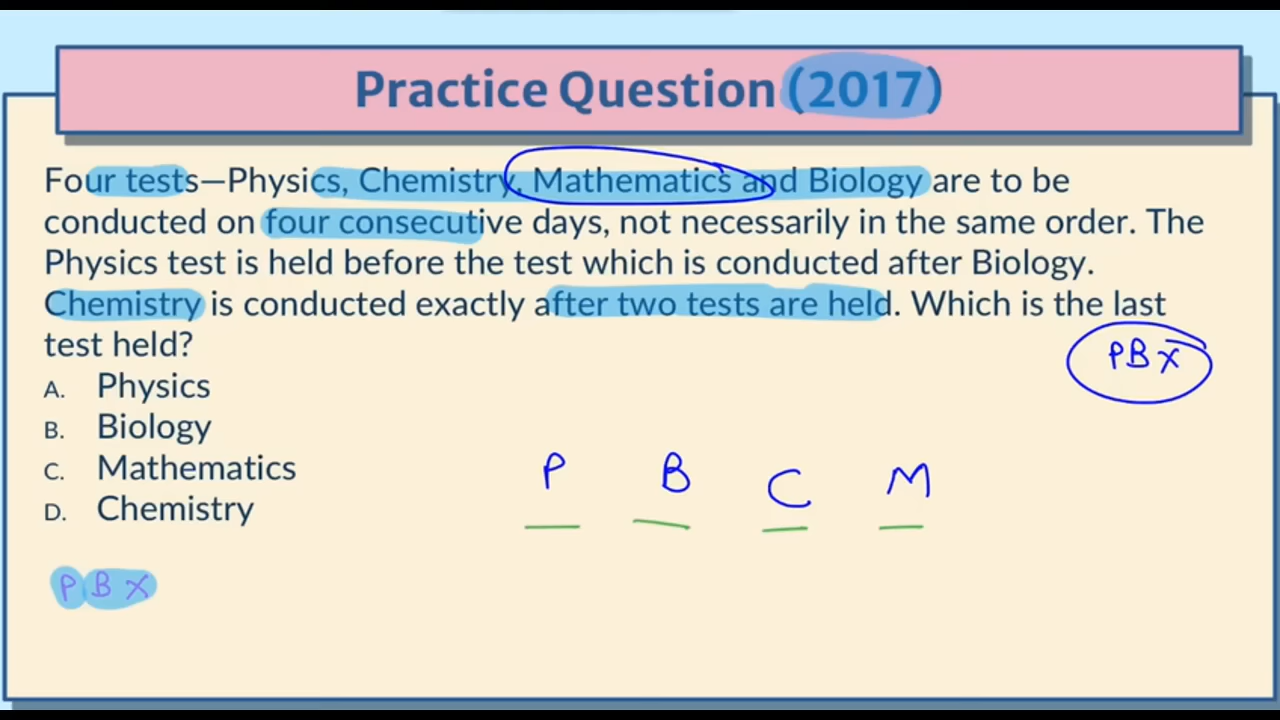 Practice Question (2017)
Four tests—Physics, Chemistry, Mathematics and Biology are to be
conducted on four consecutive days, not necessarily in the same order. The
Physics test is held before the test which is conducted after Biology.
Chemistry is conducted exactly after two tests are held. Which is the last
test held?
PBX
A. Physics
B. Biology
C. Mathematics
D. Chemistry
P B C M
PBX